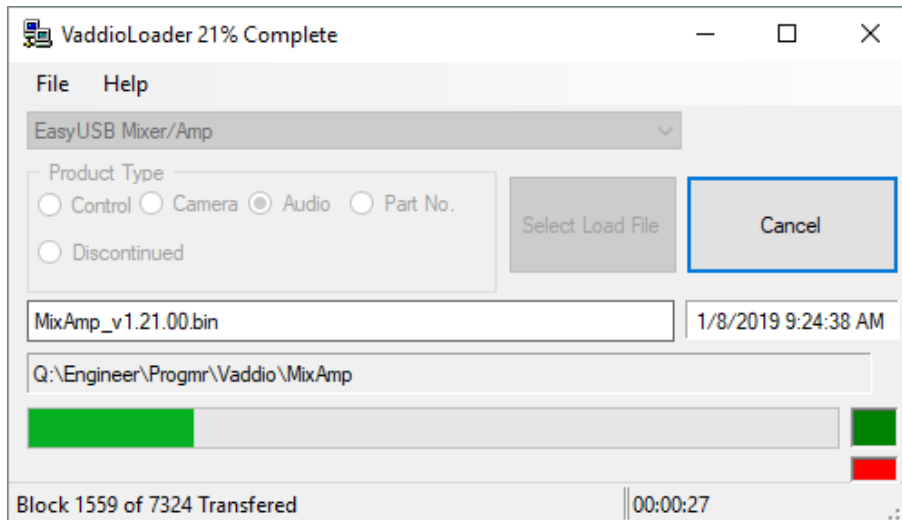 VaddioLoader 21% Complete
File Help
EasyUSB Mixer/Amp
Product Type
Control Camera Audio Part No.
Discontinued
Select Load File
Cancel
MixAmp_v1.21.00.bin
1/8/2019 9:24:38 AM
Q:\Engineer\Progmr\Vaddio\MixAmp
Block 1559 of 7324 Transfered
00:00:27